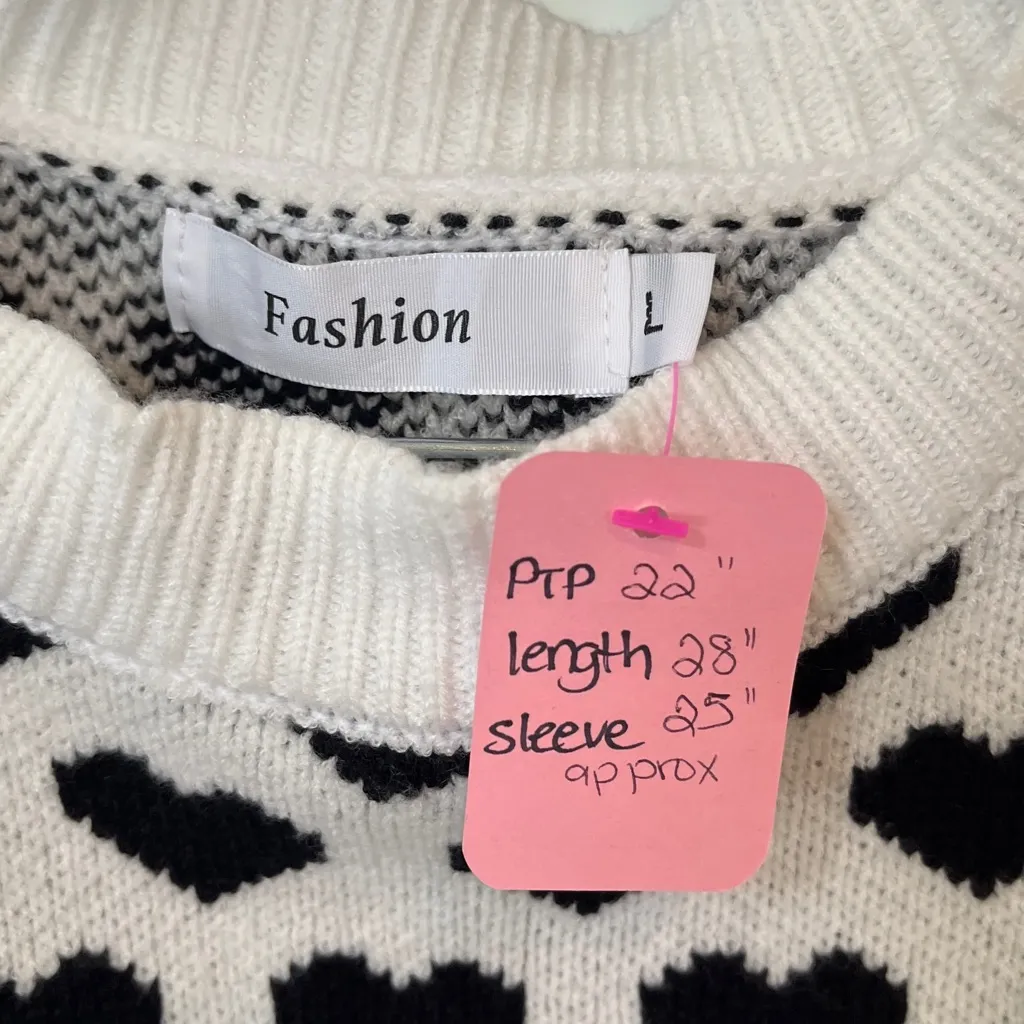 Fashion
L
PTP 22"
length 28"
sleeve 25"
approx